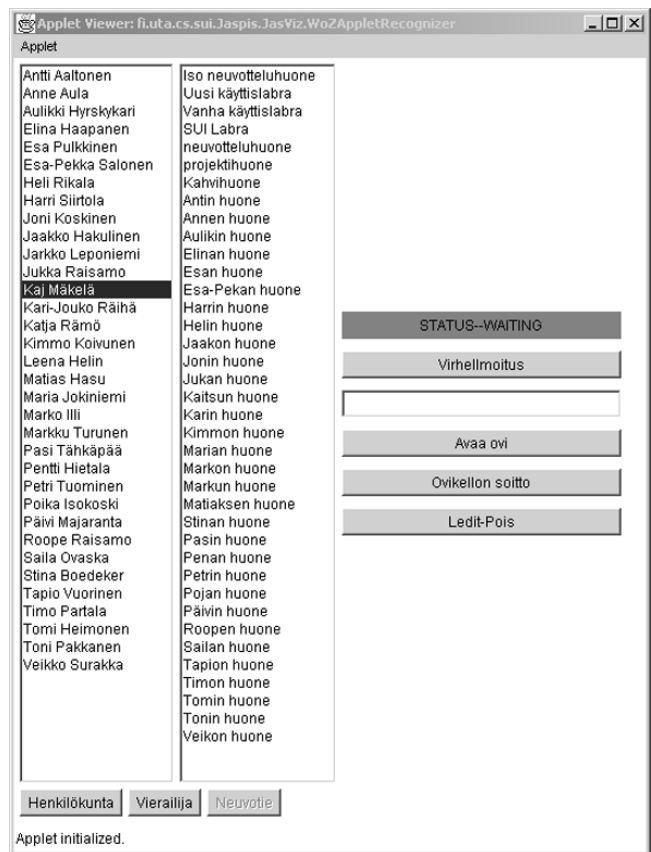 Applet Viewer: fi.uta.cs.sui.Jaspis.JasViz.WoZAppletRecognizer
Applet
Antti Aaltonen
Anne Aula
Aulikki Hyrskykari
Elina Haapanen
Esa Pulkkinen
Esa-Pekka Salonen
Heli Rikala
Harri Siirtola
Joni Koskinen
Jaakko Hakulinen
Jarkko Leponiemi
Jukka Raisamo
Kaj Mäkelä
Kari-Jouko Räihä
Katja Rämö
Kimmo Koivunen
Leena Helin
Matias Hasu
Maria Jokiniemi
Marko Illi
Markku Turunen
Pasi Tähkäpää
Pentti Hietala
Petri Tuominen
Poika Isokoski
Päivi Majaranta
Roope Raisamo
Saila Ovaska
Stina Boedeker
Tapio Vuorinen
Timo Partala
Tomi Heimonen
Toni Pakkanen
Veikko Surakka
Iso neuvotteluhuone
Uusi käyttislabra
Vanha käyttislabra
SUI Labra
neuvotteluhuone
projektihuone
Kahvihuone
Antin huone
Annen huone
Aulikin huone
Elinan huone
Esan huone
Esa-Pekan huone
Harrin huone
Helin huone
Jaakon huone
Jonin huone
Jukan huone
Kaitsun huone
Karin huone
Kimmon huone
Marian huone
Markon huone
Markun huone
Matiaksen huone
Stinan huone
Pasin huone
Penan huone
Petrin huone
Pojan huone
Päivin huone
Roopen huone
Sailan huone
Tapion huone
Timon huone
Tomin huone
Tonin huone
Veikon huone
STATUS--WAITING
Virhellmoitus
Avaa ovi
Ovikellon soitto
Ledit-Pois
Henkilökunta
Vierailija
Neuvotie
Applet initialized.